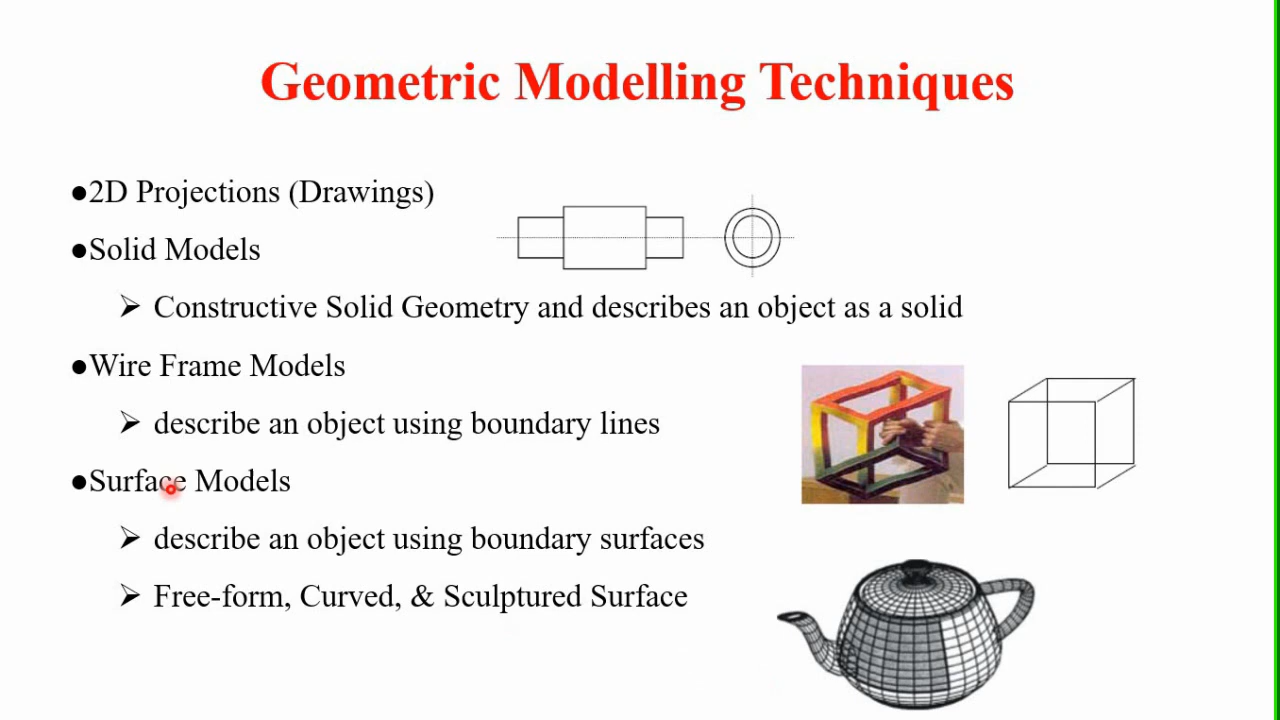 Geometric Modelling Techniques
●2D Projections (Drawings)
●Solid Models
➢ Constructive Solid Geometry and describes an object as a solid
●Wire Frame Models
➢ describe an object using boundary lines
●Surface Models
➢ describe an object using boundary surfaces
➢ Free-form, Curved, & Sculptured Surface